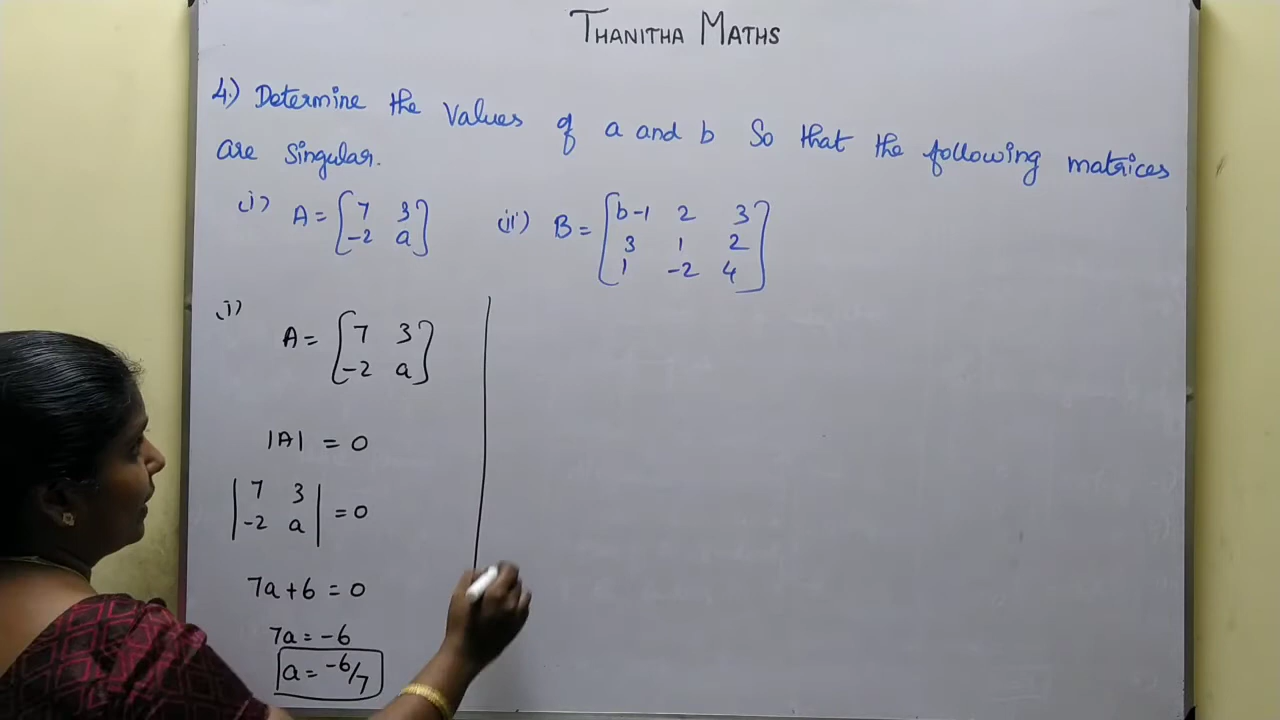 THANITHA MATHS
4.) Determine the values of a and b so that the following matrices
are singular.
i) A = [7 3
-2 a]
(ii) B = [b-1 2 3
3 1 2
1 -2 4]
i)
A = [7 3
-2 a]
|A| = 0
|7 3
-2 a| = 0
7a+6 = 0
7a = -6
a = -6/7